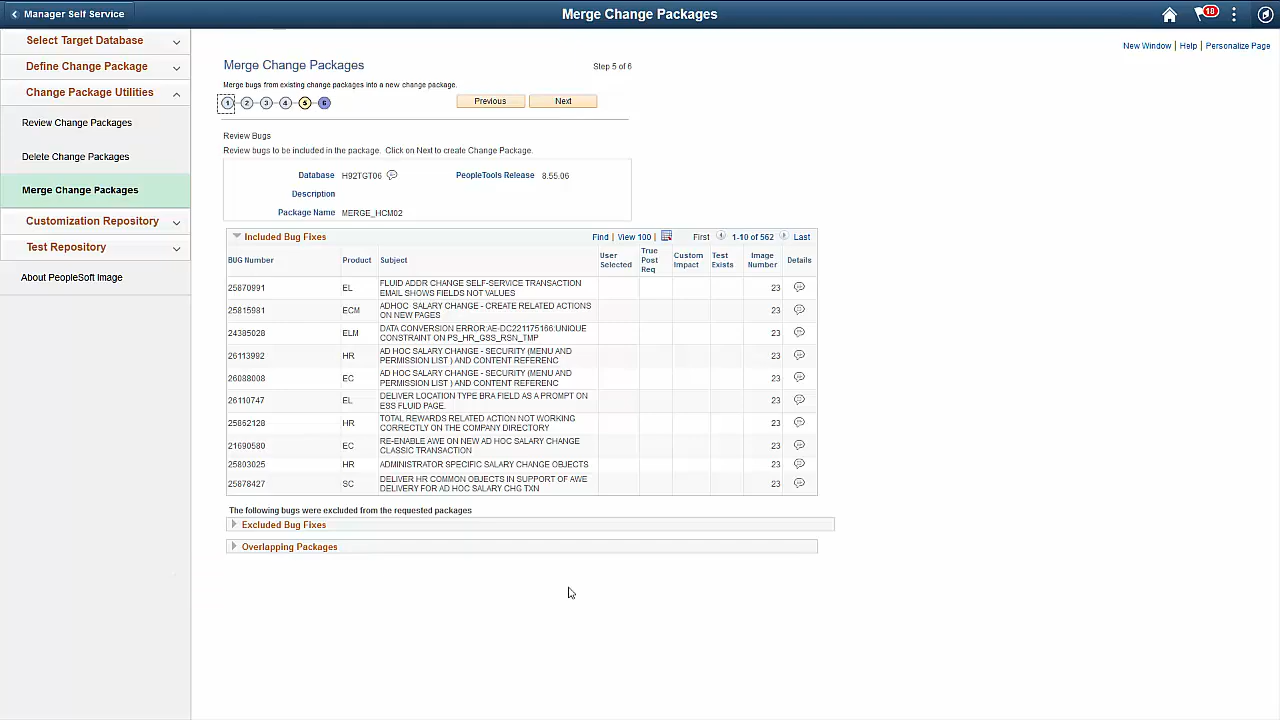 Manager Self Service
Merge Change Packages
18
New Window | Help | Personalize Page
Select Target Database
Define Change Package
Change Package Utilities
Review Change Packages
Delete Change Packages
Merge Change Packages
Customization Repository
Test Repository
About PeopleSoft Image
Merge Change Packages
Step 5 of 6
Merge bugs from existing change packages into a new change package.
1 2 3 4 5 6
Previous
Next
Review Bugs
Review bugs to be included in the package. Click on Next to create Change Package.
Database H92TGT06 PeopleTools Release 8.55.06
Description
Package Name MERGE_HCM02
Included Bug Fixes Find | View 100 | First 1-10 of 562 Last
BUG Number Product Subject User Selected True Post Req Custom Impact Test Exists Image Number Details
25870991 EL FLUID ADDR CHANGE SELF-SERVICE TRANSACTION EMAIL SHOWS FIELDS NOT VALUES 23
25815981 ECM ADHOC SALARY CHANGE - CREATE RELATED ACTIONS ON NEW PAGES 23
24385028 ELM DATA CONVERSION ERROR:AE-DC221175166:UNIQUE CONSTRAINT ON PS_HR_GSS_RSN_TMP 23
26113992 HR AD HOC SALARY CHANGE - SECURITY (MENU AND PERMISSION LIST ) AND CONTENT REFERENC 23
26088008 EC AD HOC SALARY CHANGE - SECURITY (MENU AND PERMISSION LIST ) AND CONTENT REFERENC 23
26110747 EL DELIVER LOCATION TYPE BRA FIELD AS A PROMPT ON ESS FLUID PAGE. 23
25862128 HR TOTAL REWARDS RELATED ACTION NOT WORKING CORRECTLY ON THE COMPANY DIRECTORY 23
21690580 EC RE-ENABLE AWE ON NEW AD HOC SALARY CHANGE CLASSIC TRANSACTION 23
25803025 HR ADMINISTRATOR SPECIFIC SALARY CHANGE OBJECTS 23
25878427 SC DELIVER HR COMMON OBJECTS IN SUPPORT OF AWE DELIVERY FOR AD HOC SALARY CHG TXN 23
The following bugs were excluded from the requested packages
Excluded Bug Fixes
Overlapping Packages